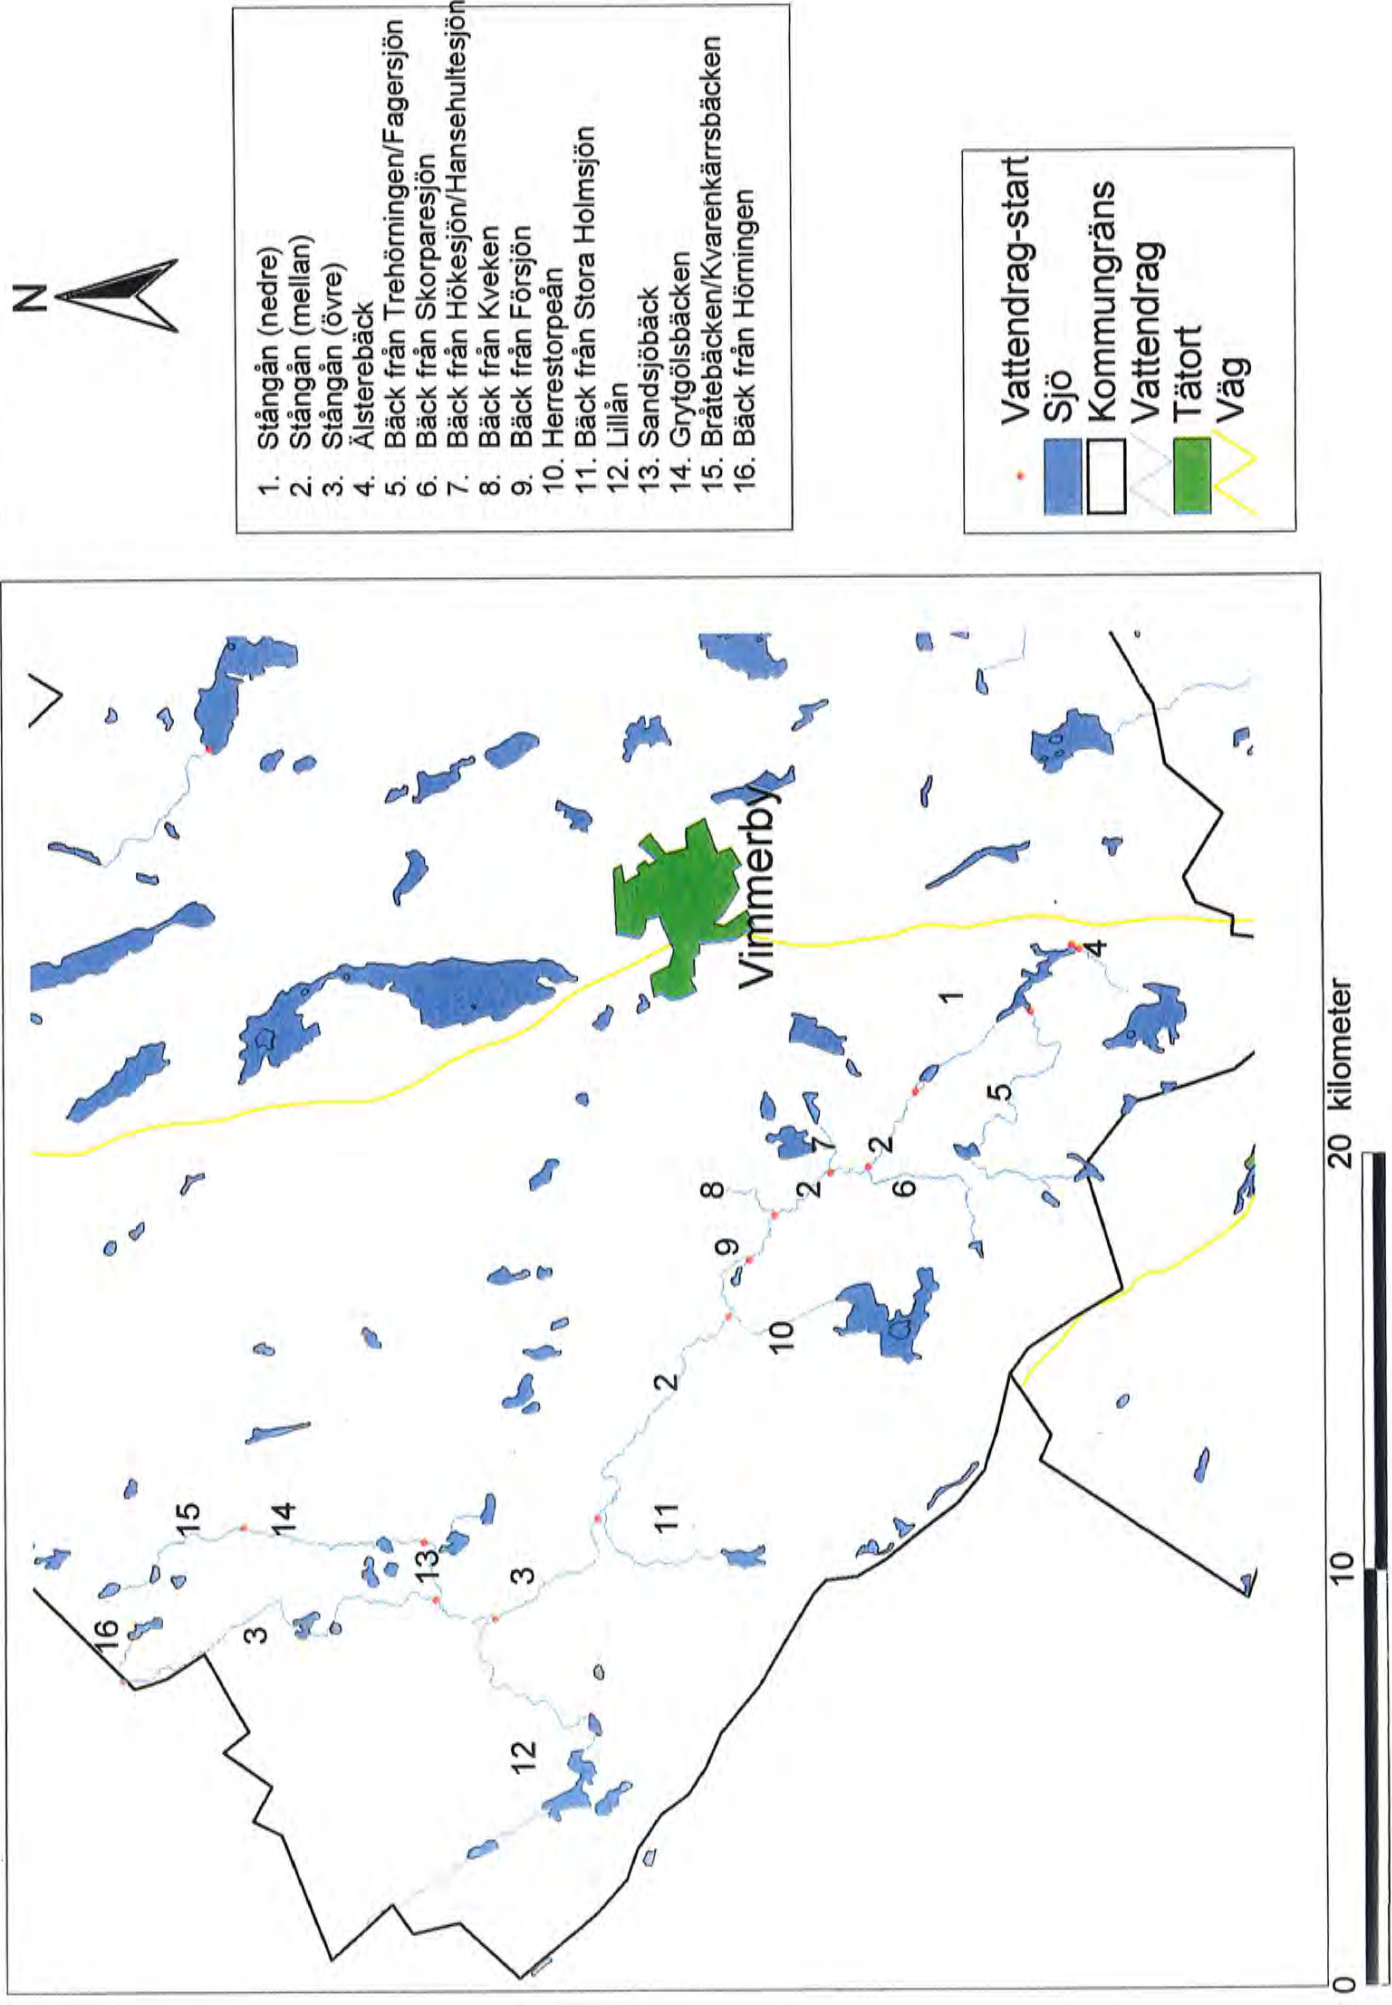 N
1. Stångån (nedre)
2. Stångån (mellan)
3. Stångån (övre)
4. Älsterebäck
5. Bäck från Trehörningen/Fagersjön
6. Bäck från Skorparesjön
7. Bäck från Hökesjön/Hansehultesjön
8. Bäck från Kveken
9. Bäck från Försjön
10. Herrestorpeån
11. Bäck från Stora Holmsjön
12. Lillån
13. Sandsjöbäck
14. Grytgölsbäcken
15. Bråtebäcken/Kvarenkärrsbäcken
16. Bäck från Hörningen
Vattendrag-start
Sjö
Kommungräns
Vattendrag
Tätort
Väg
16
15
3
14
13
3
12
11
2
10
9
8
2
7
2
6
5
1
4
Vimmerby
0
10
20 kilometer